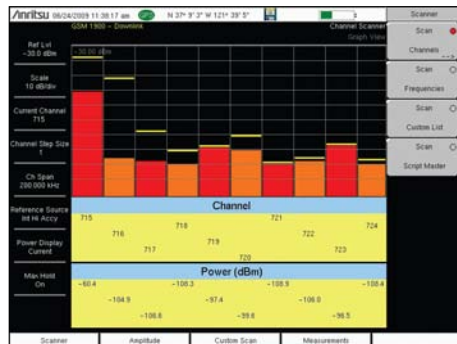 Anritsu 08/24/2009 11:38:17 am GPS N 37° 9' 3" W 121° 39' 5"
Scanner
GSM 1900 - Downlink
Channel Scanner
Graph View
Ref Lvl
-30.0 dBm
-30.00 dBm
Scale
10 dB/div
Current Channel
715
Channel Step Size
1
Ch Span
200.000 kHz
Reference Source
Int Hi Accy
Power Display
Current
Max Hold
On
Channel
715
716
717
718
719
720
721
722
723
724
Power (dBm)
-60.4
-104.9
-106.6
-108.3
-97.4
-99.6
-108.9
-106.0
-96.5
-108.4
Scan
Channels
-->
Scan
Frequencies
Scan
Custom List
Scan
Script Master
Scanner
Amplitude
Custom Scan
Measurements